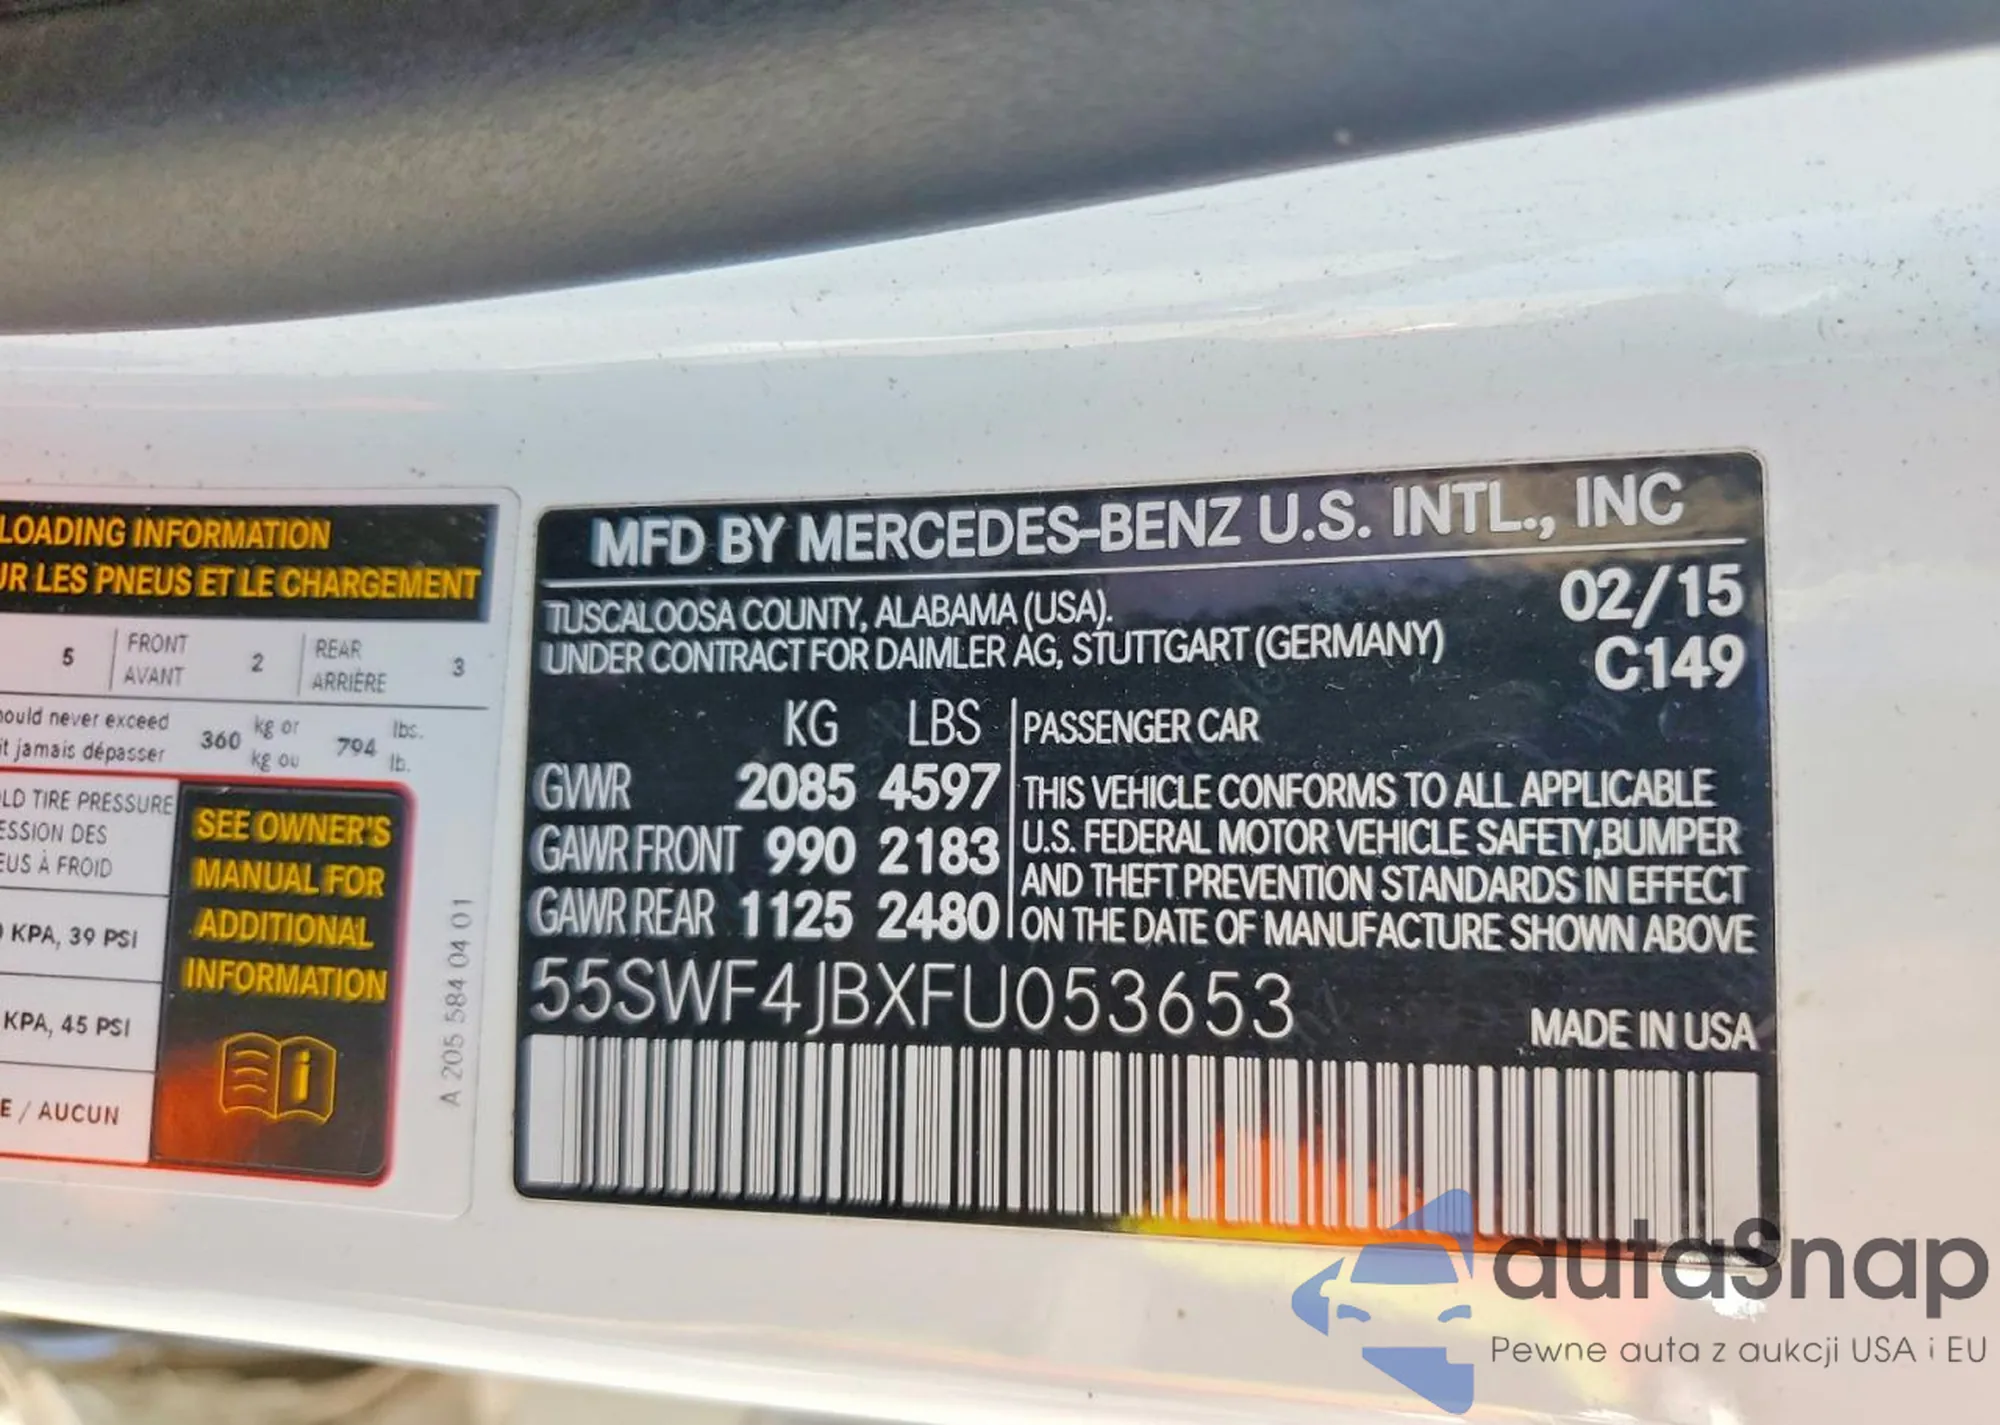 LOADING INFORMATION
UR LES PNEUS ET LE CHARGEMENT
5 FRONT AVANT 2 REAR ARRIÈRE 3
ould never exceed 360 kg or 794 lbs.
it jamais dépasser kg ou lb.
LD TIRE PRESSURE
ESSION DES
EUS À FROID
KPA, 39 PSI
KPA, 45 PSI
E / AUCUN
SEE OWNER'S
MANUAL FOR
ADDITIONAL
INFORMATION
A 205 584 04 01
MFD BY MERCEDES-BENZ U.S. INTL., INC
TUSCALOOSA COUNTY, ALABAMA (USA).
UNDER CONTRACT FOR DAIMLER AG, STUTTGART (GERMANY)
02/15
C149
KG LBS
GVWR 2085 4597
GAWR FRONT 990 2183
GAWR REAR 1125 2480
PASSENGER CAR
THIS VEHICLE CONFORMS TO ALL APPLICABLE
U.S. FEDERAL MOTOR VEHICLE SAFETY,BUMPER
AND THEFT PREVENTION STANDARDS IN EFFECT
ON THE DATE OF MANUFACTURE SHOWN ABOVE
55SWF4JBXFU053653
MADE IN USA
autaSnap
Pewne auta z aukcji USA i EU